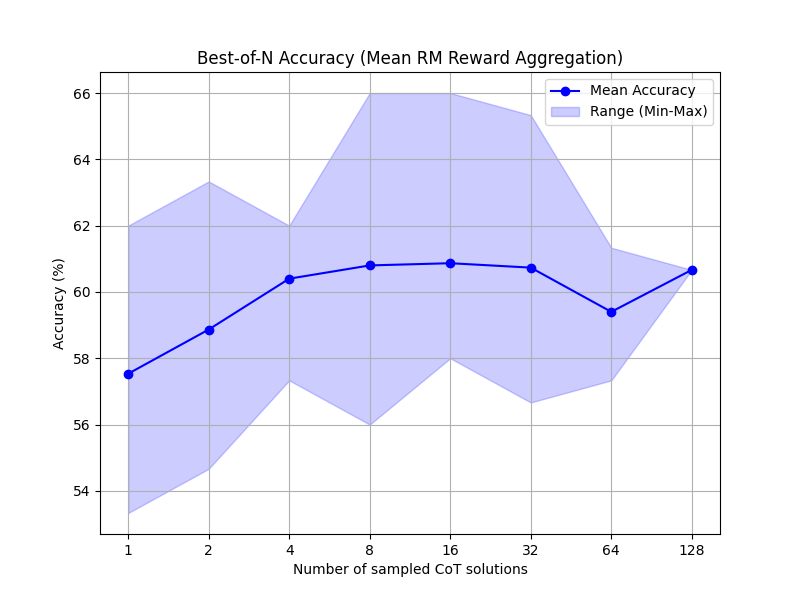 Best-of-N Accuracy (Mean RM Reward Aggregation)
Mean Accuracy
Range (Min-Max)
Accuracy (%)
66
64
62
60
58
56
54
1 2 4 8 16 32 64 128
Number of sampled CoT solutions